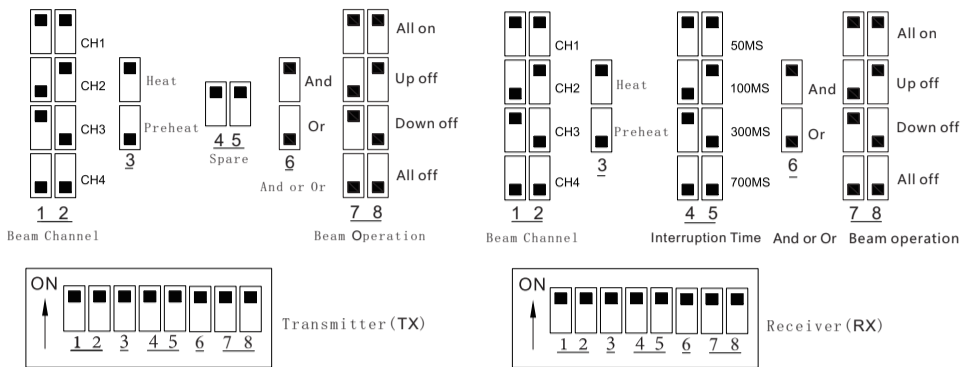 CH1
CH2
CH3
CH4
1 2
Beam Channel
Heat
Preheat
3
4 5
Spare
And
Or
6
And or Or
All on
Up off
Down off
All off
7 8
Beam Operation
ON
1 2 3 4 5 6 7 8
Transmitter(TX)
CH1
CH2
CH3
CH4
1 2
Beam Channel
Heat
Preheat
3
50MS
100MS
300MS
700MS
4 5
Interruption Time
And
Or
6
And or Or
All on
Up off
Down off
All off
7 8
Beam operation
ON
1 2 3 4 5 6 7 8
Receiver(RX)